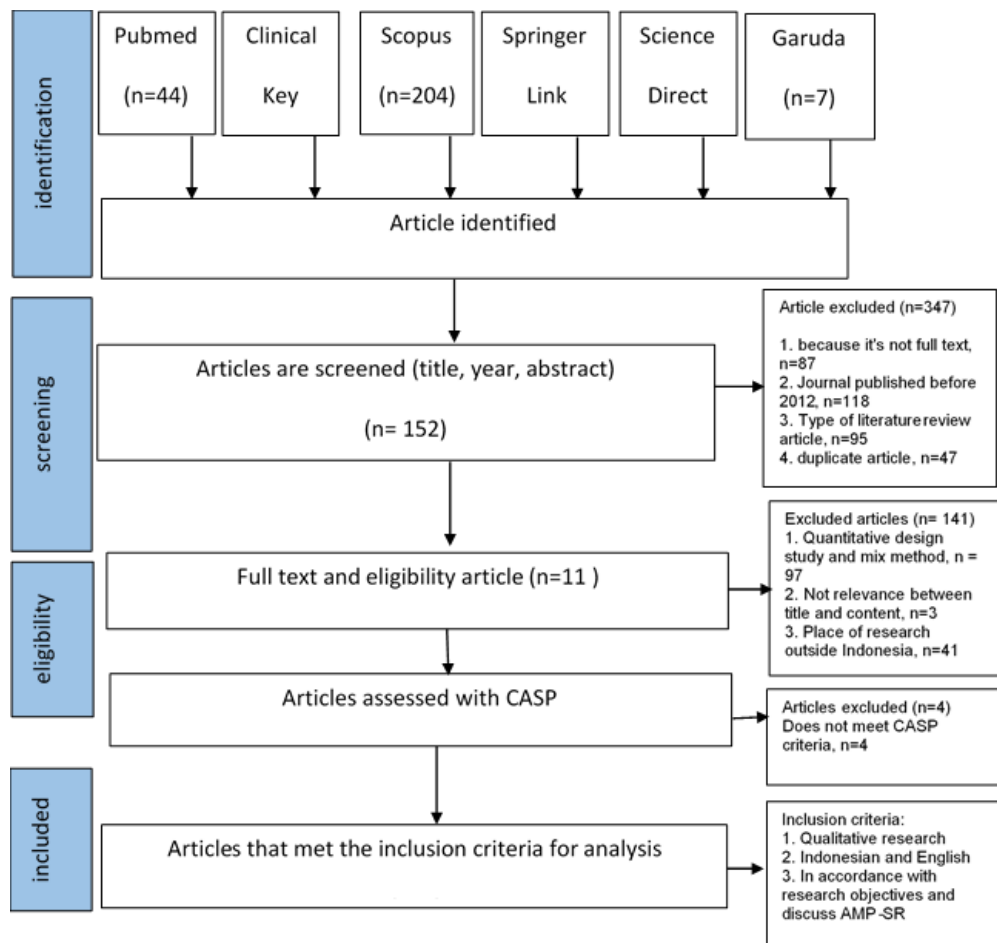 identification
Pubmed
(n=44)
Clinical
Key
Scopus
(n=204)
Springer
Link
Science
Direct
Garuda
(n=7)
Article identified
screening
Articles are screened (title, year, abstract)
(n= 152)
Article excluded (n=347)
1. because it's not full text,
n=87
2. Journal published before
2012, n=118
3. Type of literature review
article, n=95
4. duplicate article, n=47
eligibility
Full text and eligibility article (n=11 )
Excluded articles (n= 141)
1. Quantitative design
study and mix method, n =
97
2. Not relevance between
title and content, n=3
3. Place of research
outside Indonesia, n=41
Articles assessed with CASP
Articles excluded (n=4)
Does not meet CASP
criteria, n=4
included
Articles that met the inclusion criteria for analysis
Inclusion criteria:
1. Qualitative research
2. Indonesian and English
3. In accordance with
research objectives and
discuss AMP-SR